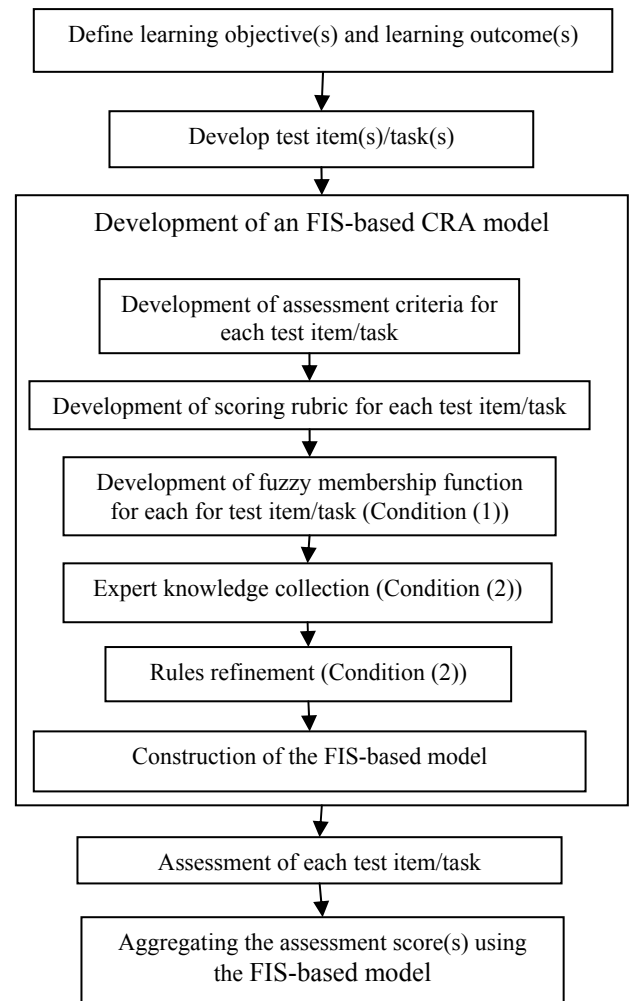 Define learning objective(s) and learning outcome(s)
Develop test item(s)/task(s)
Development of an FIS-based CRA model
Development of assessment criteria for
each test item/task
Development of scoring rubric for each test item/task
Development of fuzzy membership function
for each for test item/task (Condition (1))
Expert knowledge collection (Condition (2))
Rules refinement (Condition (2))
Construction of the FIS-based model
Assessment of each test item/task
Aggregating the assessment score(s) using
the FIS-based model